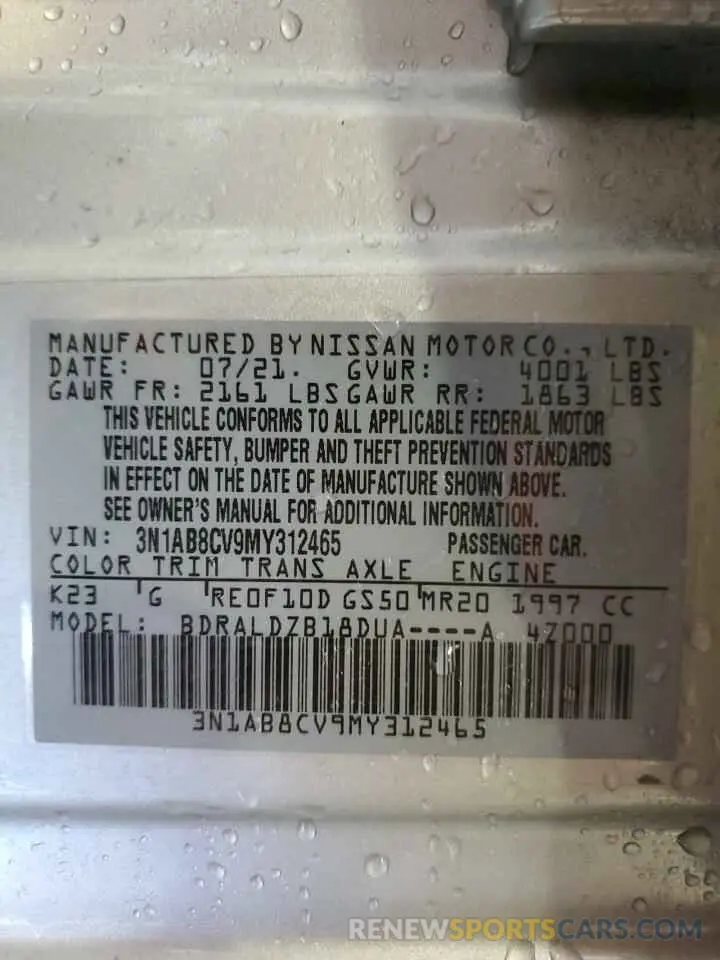 MANUFACTURED BY NISSAN MOTOR CO., LTD.
DATE: 07/21. GVWR: 4001 LBS
GAWR FR: 2161 LBS GAWR RR: 1863 LBS
THIS VEHICLE CONFORMS TO ALL APPLICABLE FEDERAL MOTOR
VEHICLE SAFETY, BUMPER AND THEFT PREVENTION STANDARDS
IN EFFECT ON THE DATE OF MANUFACTURE SHOWN ABOVE.
SEE OWNER'S MANUAL FOR ADDITIONAL INFORMATION.
VIN: 3N1AB8CV9MY312465 PASSENGER CAR.
COLOR TRIM TRANS AXLE ENGINE
K23 G RE0F10D GS50 MR20 1997 CC
MODEL: BDRALDZB18DUA----A 4Z000
3N1AB8CV9MY312465
RENEWSPORTSCARS.COM